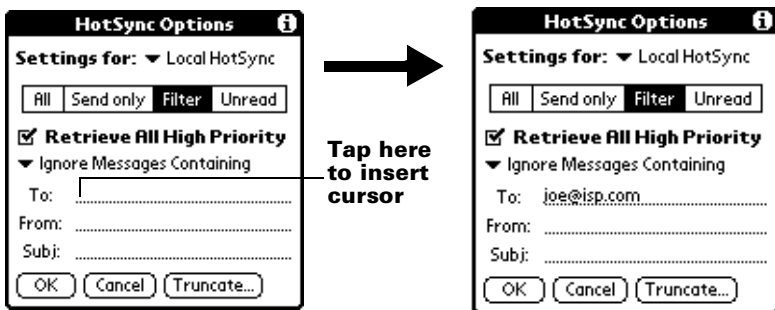 HotSync Options i
Settings for: Local HotSync
All Send only Filter Unread
Retrieve All High Priority
Ignore Messages Containing
To:
From:
Subj:
OK Cancel Truncate...
Tap here
to insert
cursor
HotSync Options i
Settings for: Local HotSync
All Send only Filter Unread
Retrieve All High Priority
Ignore Messages Containing
To: joe@isp.com
From:
Subj:
OK Cancel Truncate...